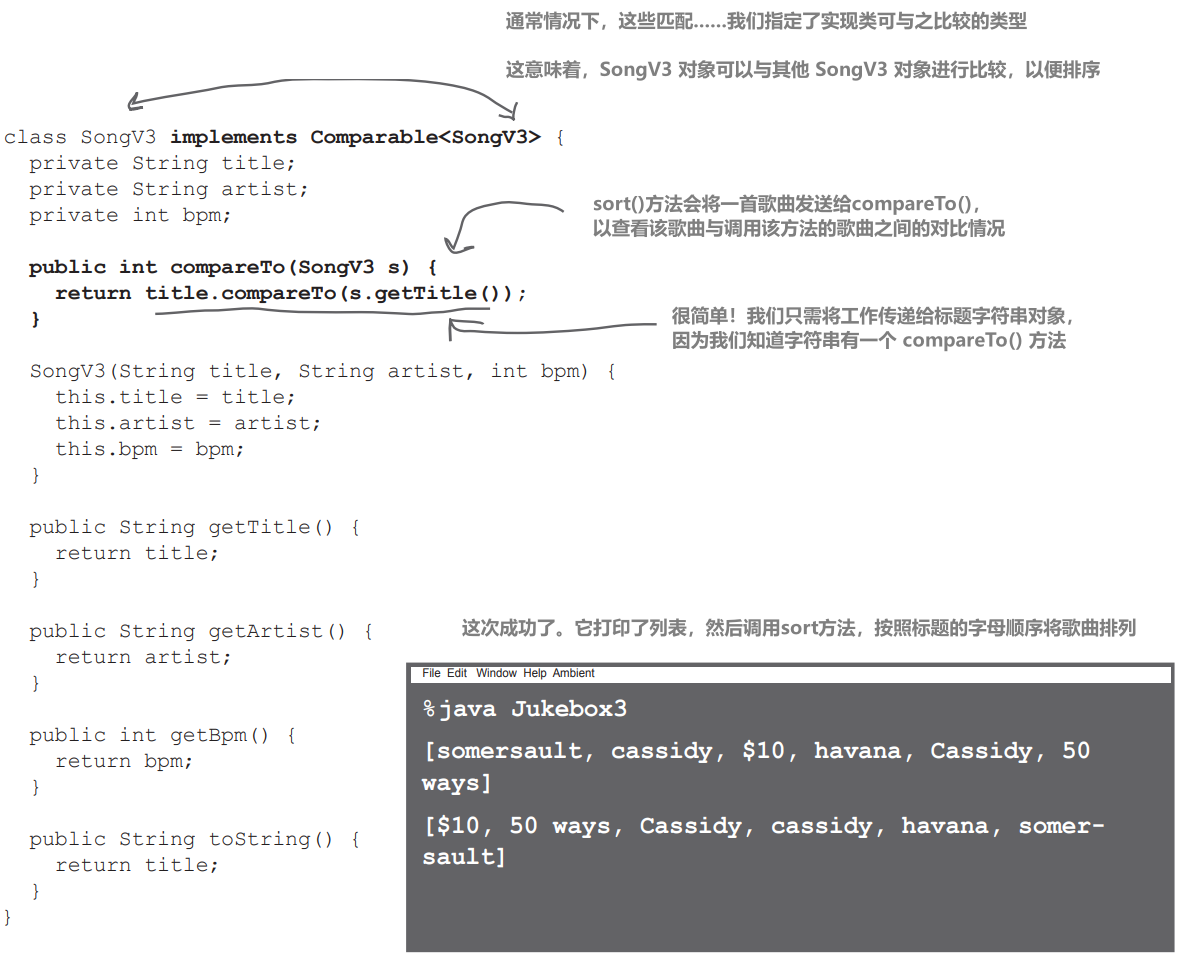 通常情况下，这些匹配……我们指定了实现类可与之比较的类型
这意味着，SongV3 对象可以与其他 SongV3 对象进行比较，以便排序
class SongV3 implements Comparable<SongV3> {
  private String title;
  private String artist;
  private int bpm;
sort()方法会将一首歌曲发送给compareTo()，
以查看该歌曲与调用该方法的歌曲之间的对比情况
  public int compareTo(SongV3 s) {
    return title.compareTo(s.getTitle());
  }
很简单！我们只需将工作传递给标题字符串对象，
因为我们知道字符串有一个 compareTo() 方法
  SongV3(String title, String artist, int bpm) {
    this.title = title;
    this.artist = artist;
    this.bpm = bpm;
  }
  public String getTitle() {
    return title;
  }
  public String getArtist() {
    return artist;
  }
  public int getBpm() {
    return bpm;
  }
  public String toString() {
    return title;
  }
}
这次成功了。它打印了列表，然后调用sort方法，按照标题的字母顺序将歌曲排列
File Edit Window Help Ambient
%java Jukebox3
[somersault, cassidy, $10, havana, Cassidy, 50
ways]
[$10, 50 ways, Cassidy, cassidy, havana, somer-
sault]